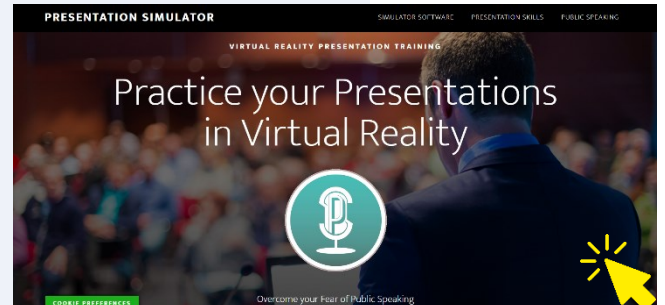 PRESENTATION SIMULATOR
SIMULATOR SOFTWARE PRESENTATION SKILLS PUBLIC SPEAKING
VIRTUAL REALITY PRESENTATION TRAINING
Practice your Presentations
in Virtual Reality
P
Overcome your Fear of Public Speaking
COOKIE PREFERENCES